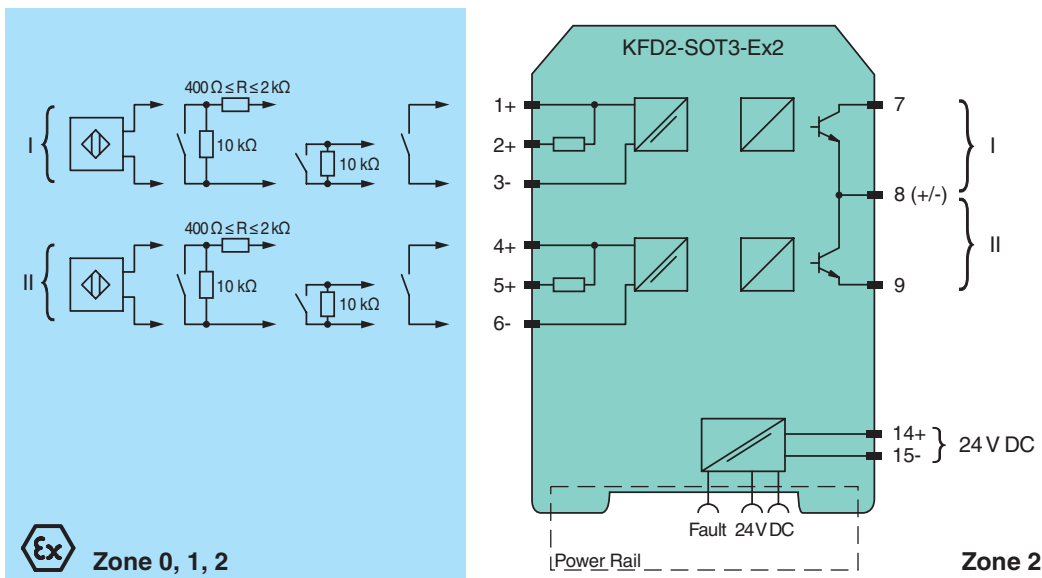 KFD2-SOT3-Ex2
400 Ω ≤ R ≤ 2 kΩ
I
10 kΩ
10 kΩ
400 Ω ≤ R ≤ 2 kΩ
II
10 kΩ
10 kΩ
1+
2+
3-
4+
5+
6-
7
8 (+/-)
9
I
II
14+
15-
24 V DC
Fault 24 V DC
Power Rail
Ex
Zone 0, 1, 2
Zone 2